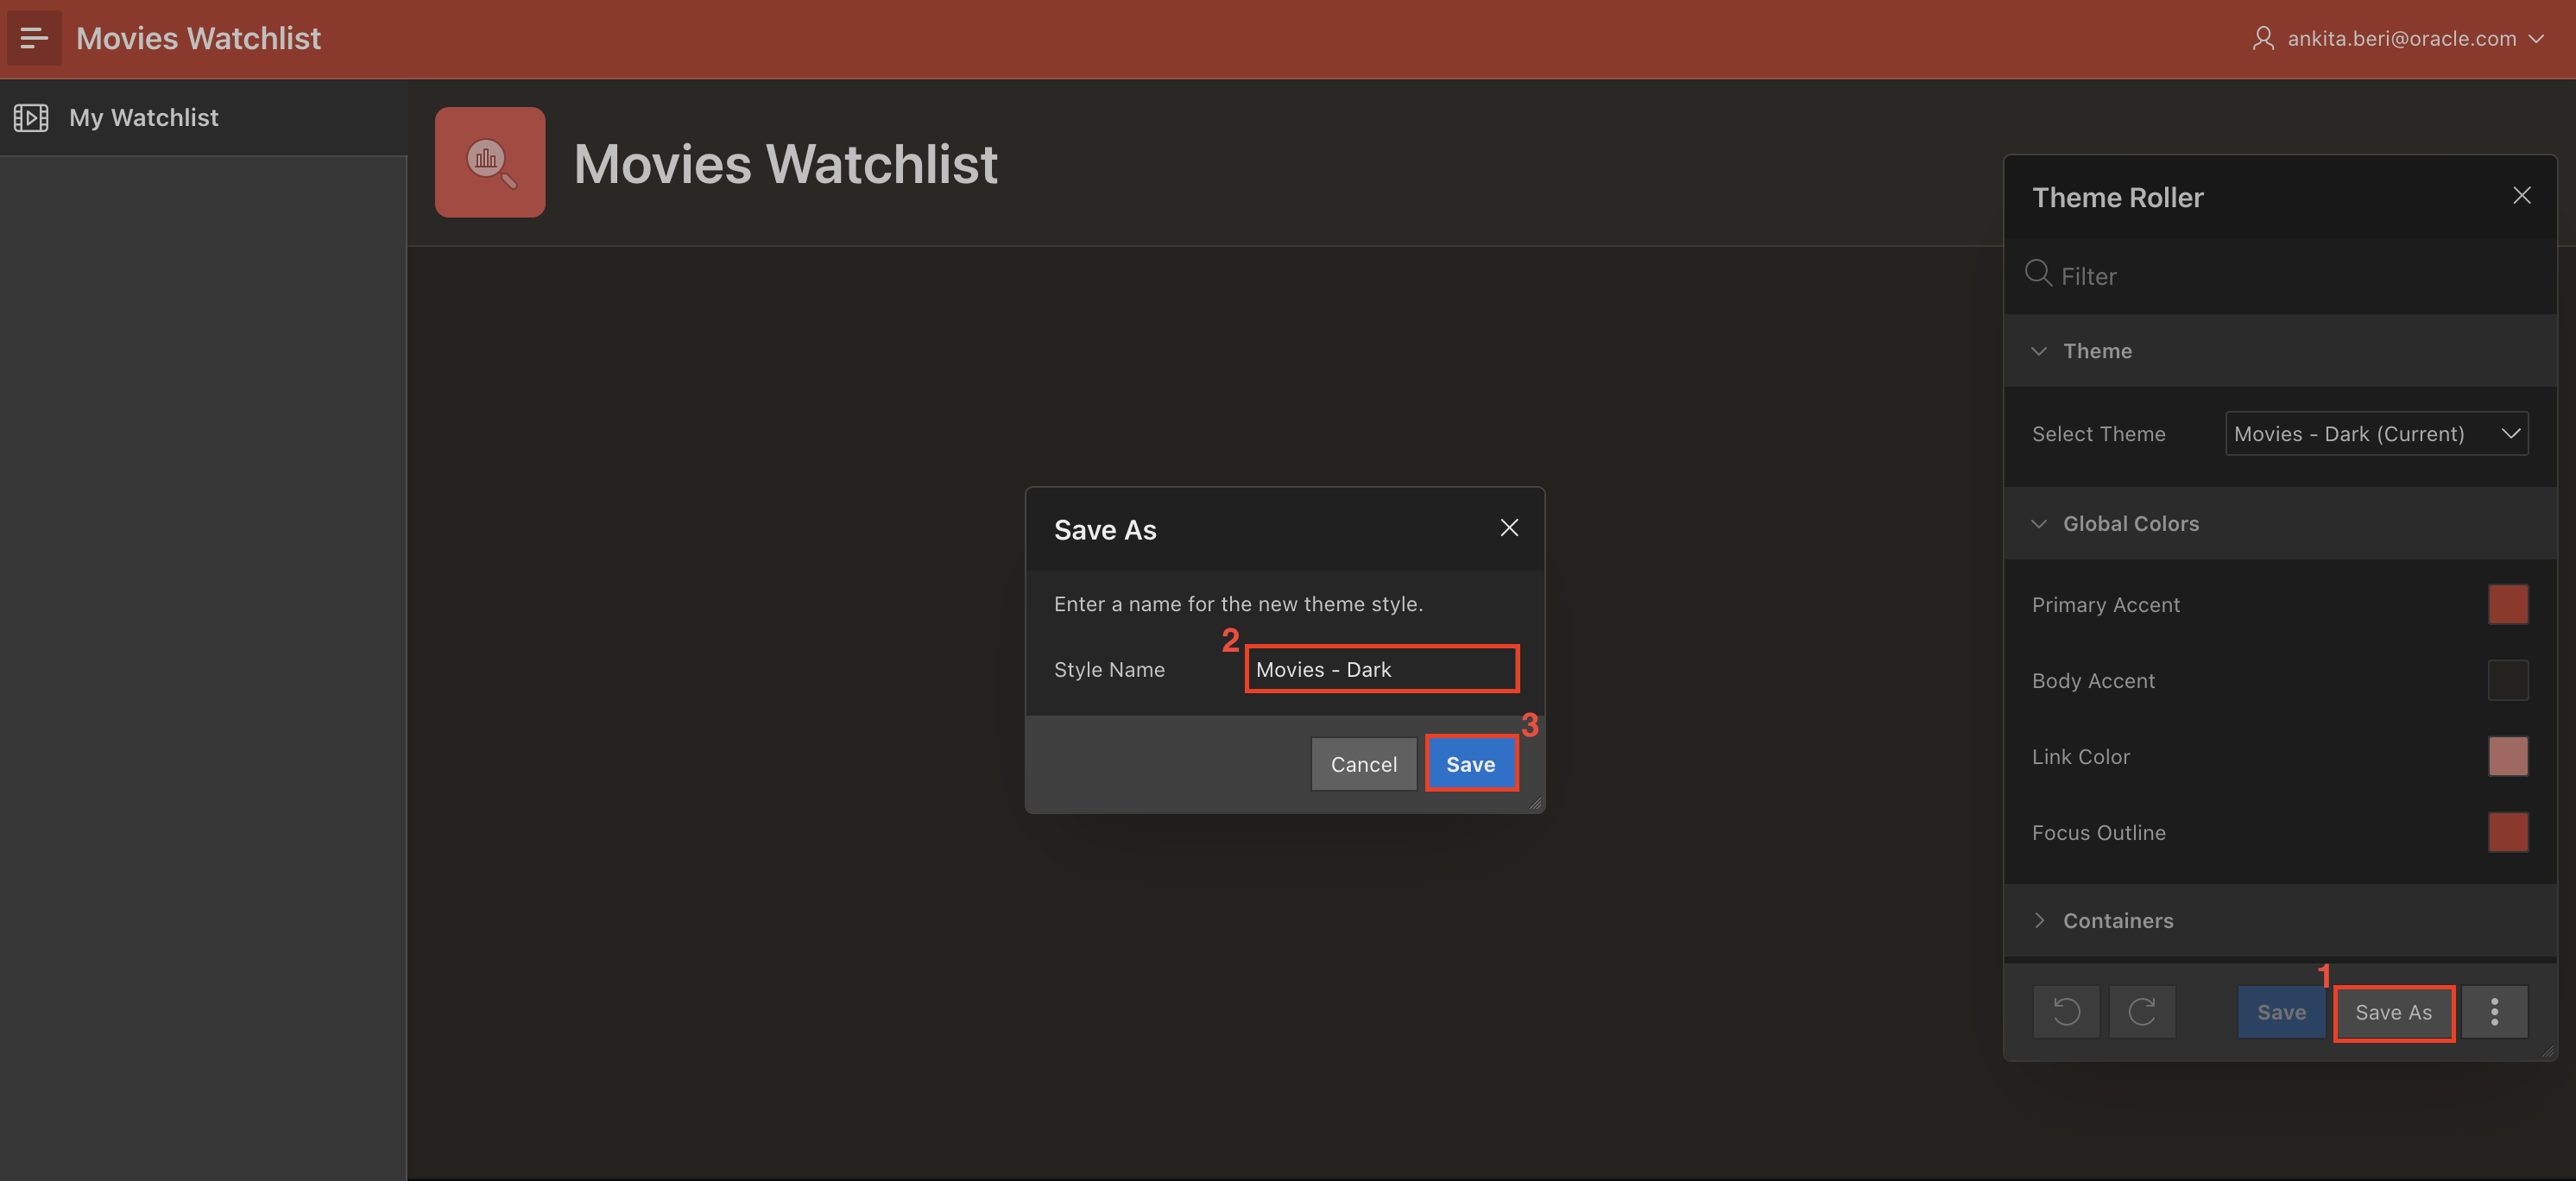 Movies Watchlist
ankita.beri@oracle.com
My Watchlist
Movies Watchlist
Theme Roller
Filter
Theme
Select Theme
Movies - Dark (Current)
Global Colors
Primary Accent
Body Accent
Link Color
Focus Outline
Containers
1
Save
Save As
Save As
Enter a name for the new theme style.
2
Style Name
Movies - Dark
3
Cancel
Save